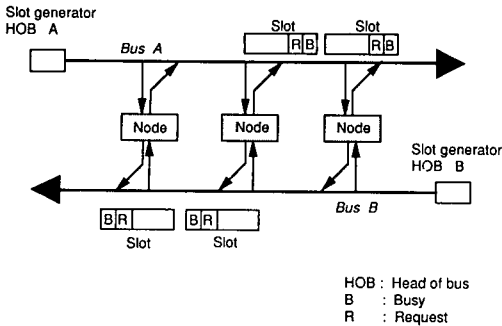 Slot generator
HOB A
Bus A
Slot
Slot
R B
R B
Node
Node
Node
Slot generator
HOB B
Bus B
B R
B R
Slot
Slot
HOB : Head of bus
B : Busy
R : Request